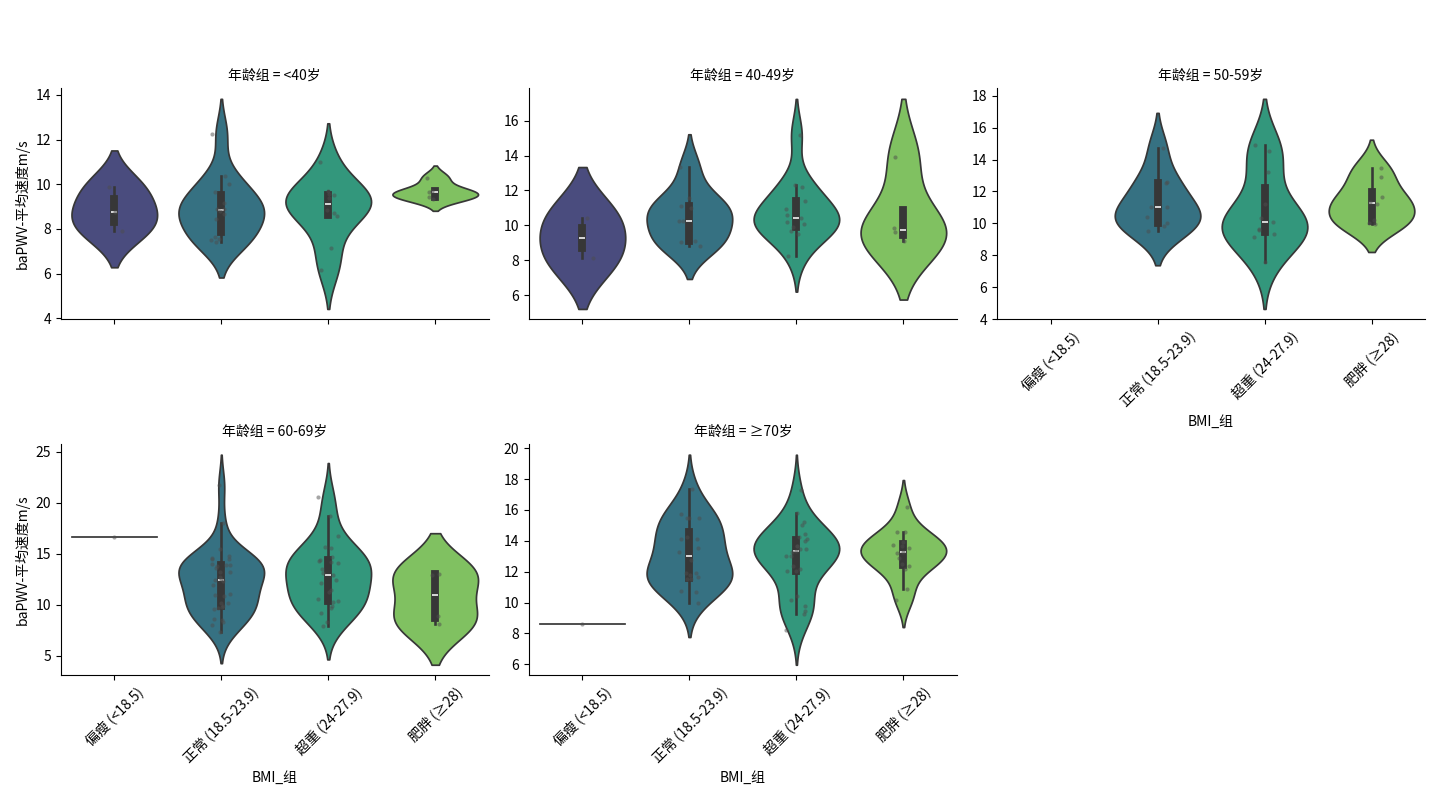 年龄组 = <40岁
年龄组 = 40-49岁
年龄组 = 50-59岁
baPWV-平均速度m/s
14
12
10
8
6
4
16
14
12
10
8
6
18
16
14
12
10
8
6
4
偏瘦 (<18.5)
正常 (18.5-23.9)
超重 (24-27.9)
肥胖 (≥28)
BMI_组
年龄组 = 60-69岁
年龄组 = ≥70岁
baPWV-平均速度m/s
25
20
15
10
5
20
18
16
14
12
10
8
6
偏瘦 (<18.5)
正常 (18.5-23.9)
超重 (24-27.9)
肥胖 (≥28)
偏瘦 (<18.5)
正常 (18.5-23.9)
超重 (24-27.9)
肥胖 (≥28)
BMI_组
BMI_组